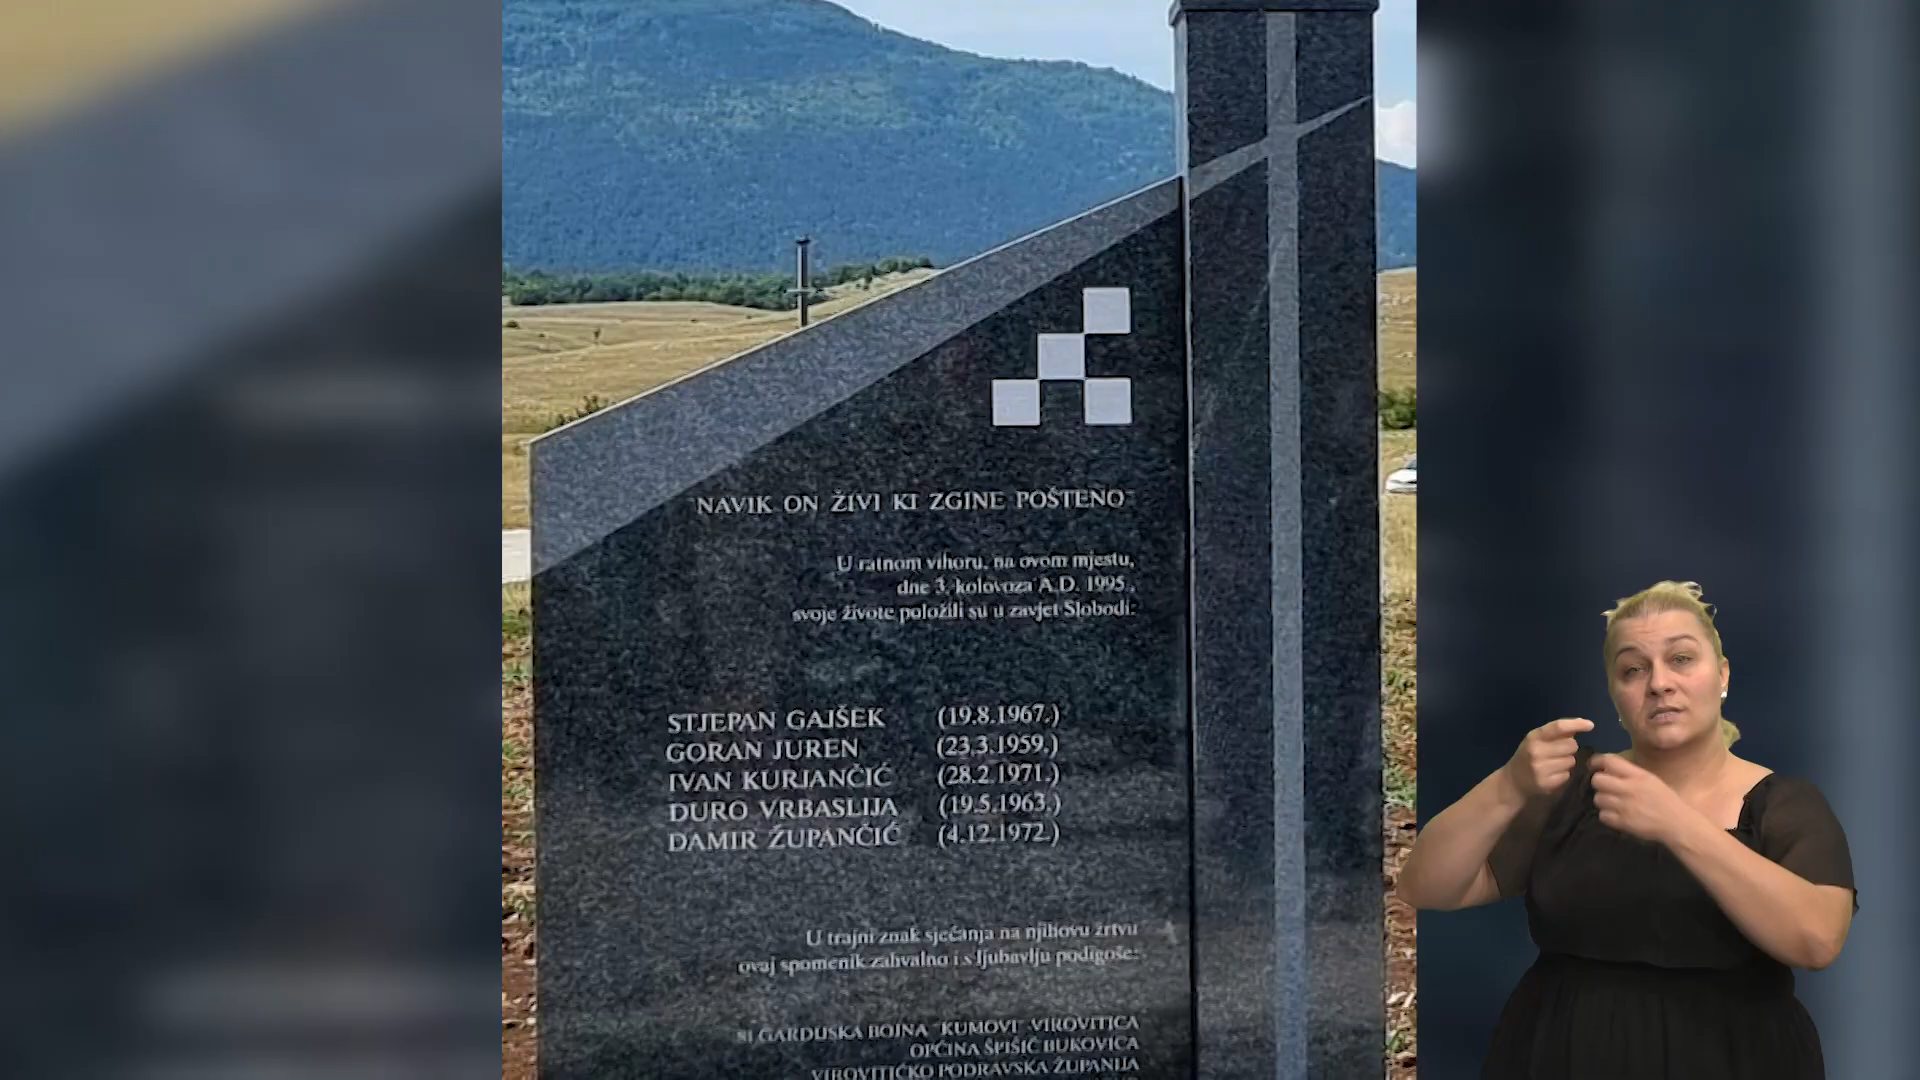 "NAVIK ON ŽIVI KI ZGINE POŠTENO"
U ratnom vihoru, na ovom mjestu,
dne 3. kolovoza A.D. 1995.,
svoje živote položili su u zavjet Slobodi:
STJEPAN GAJŠEK (19.8.1967.)
GORAN JUREN (23.3.1959.)
IVAN KURJANČIĆ (28.2.1971.)
ĐURO VRBASLIJA (19.5.1963.)
DAMIR ŽUPANČIĆ (4.12.1972.)
U trajni znak sjećanja na njihovu žrtvu
ovaj spomenik zahvalno i s ljubavlju podigoše:
81 GARDIJSKA BOJNA "KUMOVI" VIROVITICA
OPĆINA ŠPIŠIĆ BUKOVICA
VIROVITIČKO PODRAVSKA ŽUPANIJA